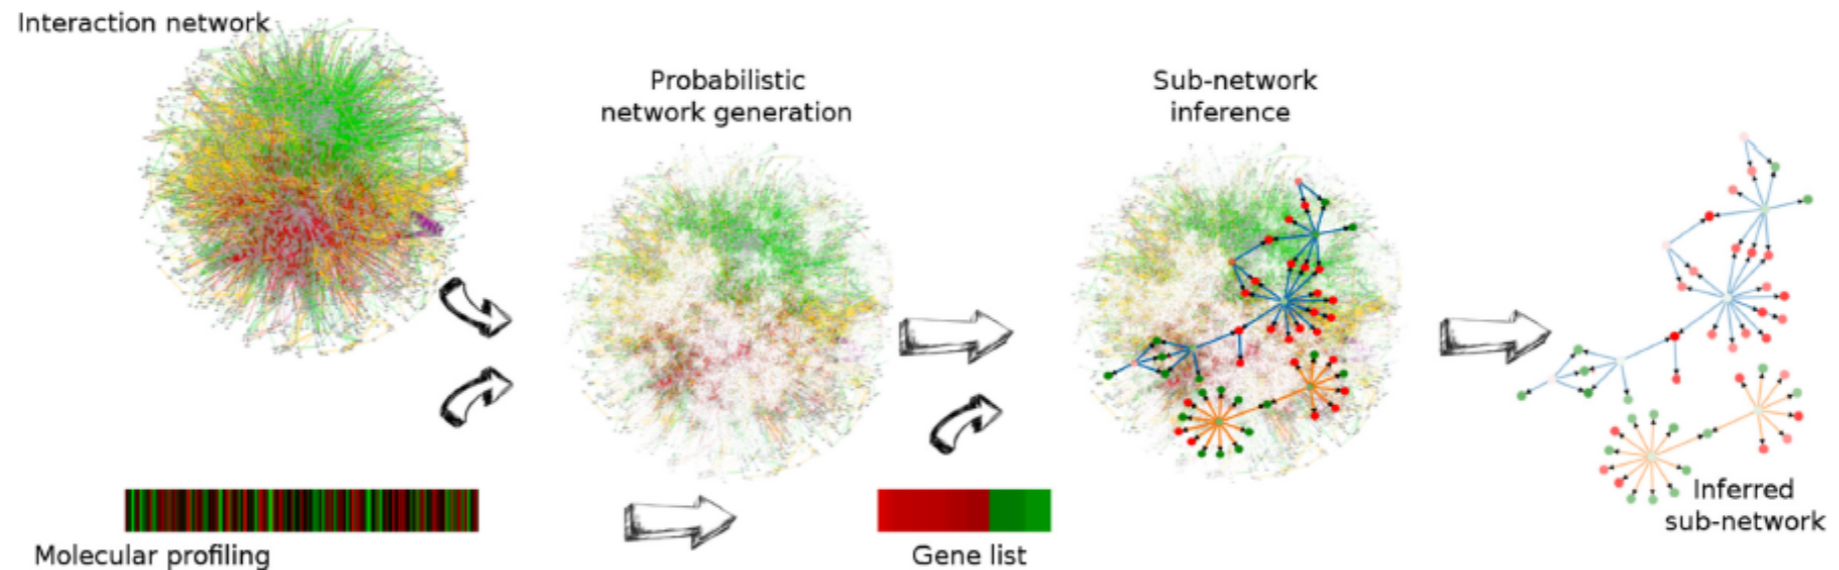 Interaction network
Probabilistic
network generation
Sub-network
inference
Molecular profiling
Gene list
Inferred
sub-network